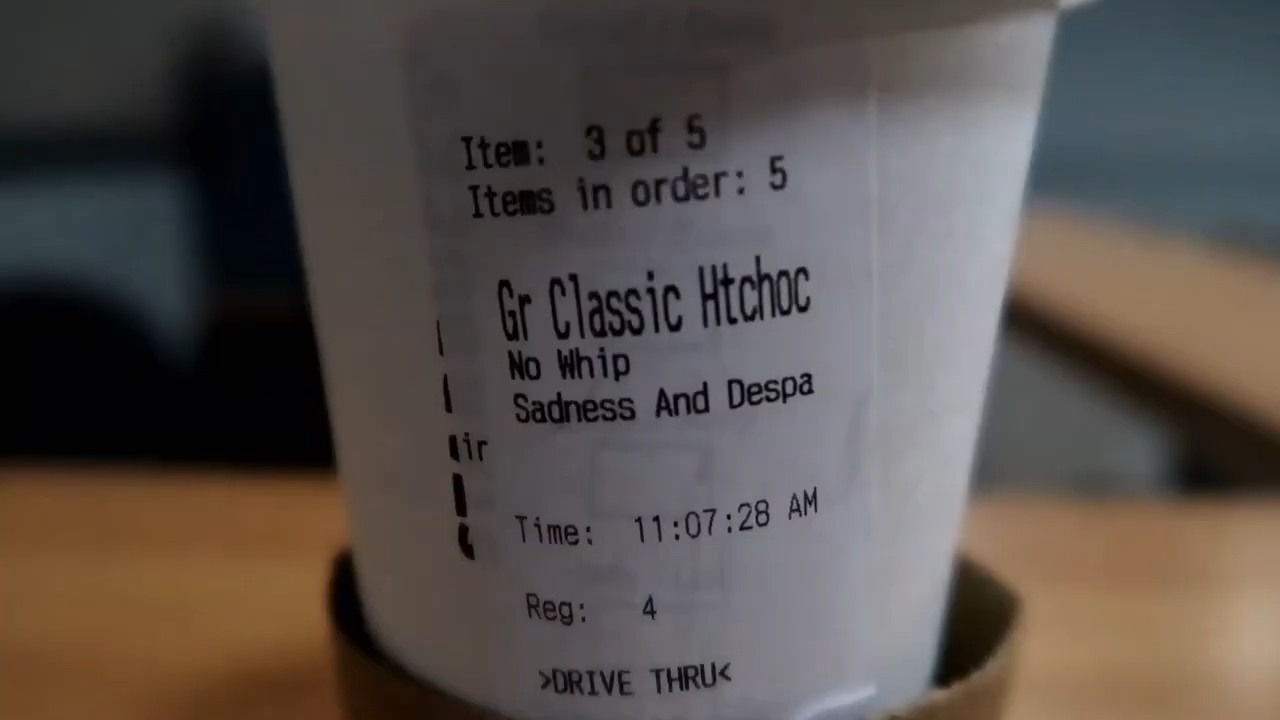 Item: 3 of 5
Items in order: 5
Gr Classic Htchoc
No Whip
Sadness And Despa
ir
Time: 11:07:28 AM
Reg: 4
>DRIVE THRU<